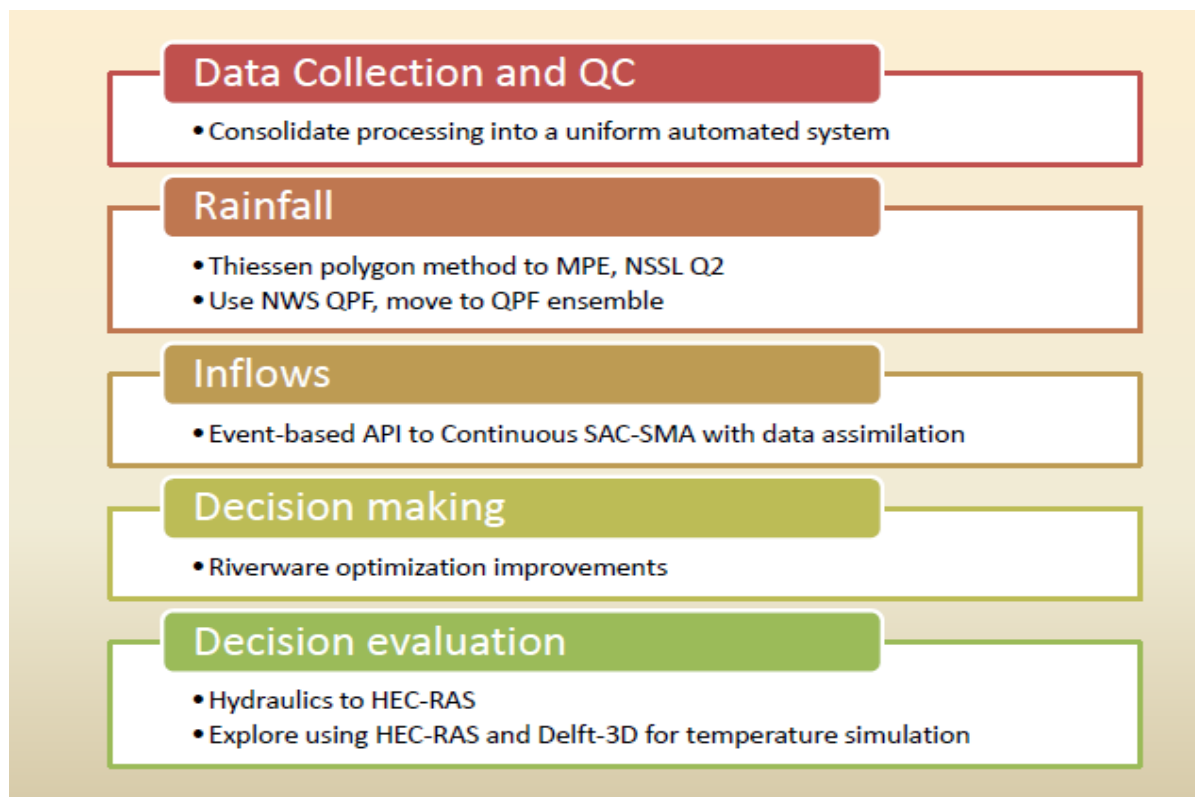 Data Collection and QC
•Consolidate processing into a uniform automated system
Rainfall
•Thiessen polygon method to MPE, NSSL Q2
•Use NWS QPF, move to QPF ensemble
Inflows
•Event-based API to Continuous SAC-SMA with data assimilation
Decision making
•Riverware optimization improvements
Decision evaluation
•Hydraulics to HEC-RAS
•Explore using HEC-RAS and Delft-3D for temperature simulation